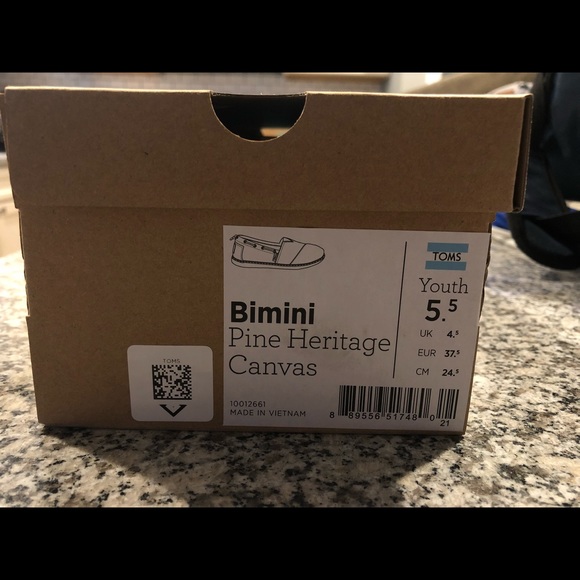 TOMS
Bimini
Pine Heritage
Canvas
10012661
MADE IN VIETNAM
TOMS
Youth
5.5
UK 4.5
EUR 37.5
CM 24.5
8 89556 51748 0
21